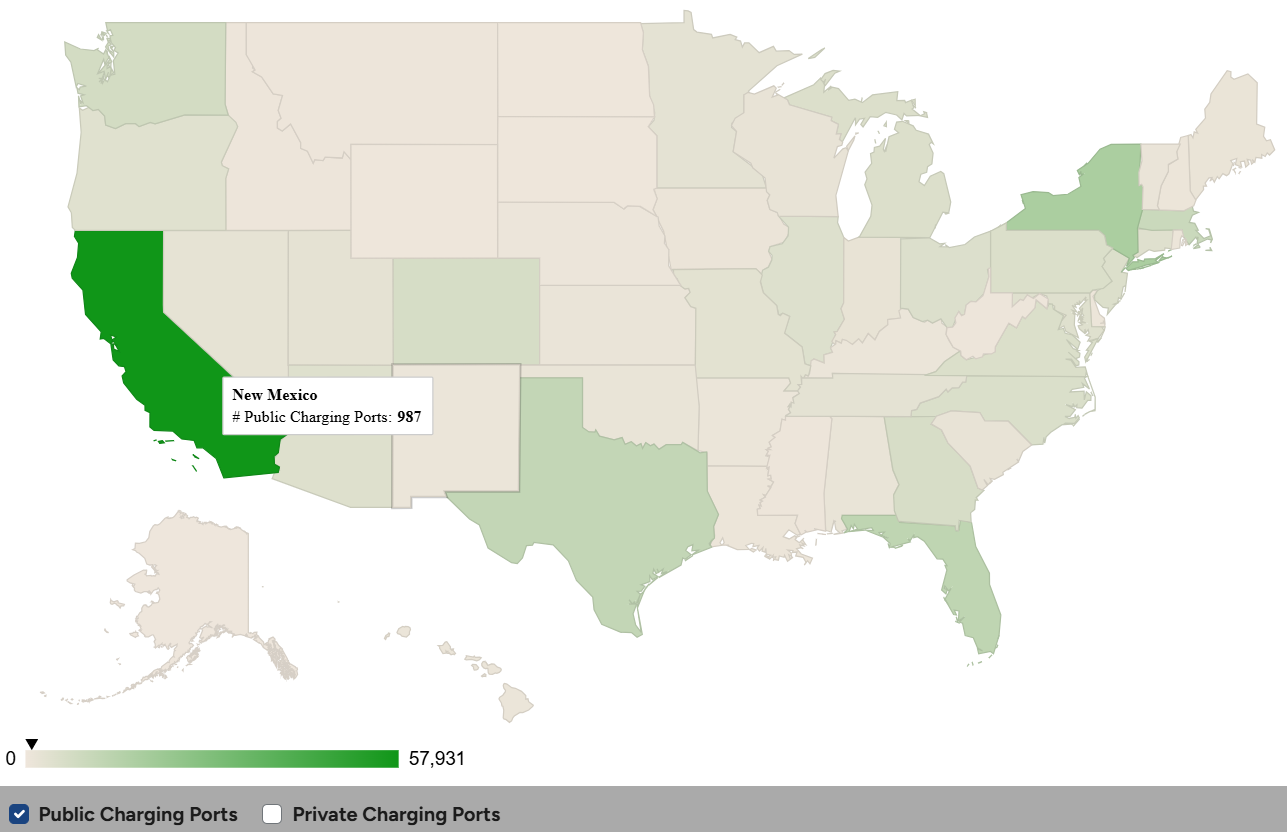 New Mexico
# Public Charging Ports: 987
0 57,931
Public Charging Ports Private Charging Ports